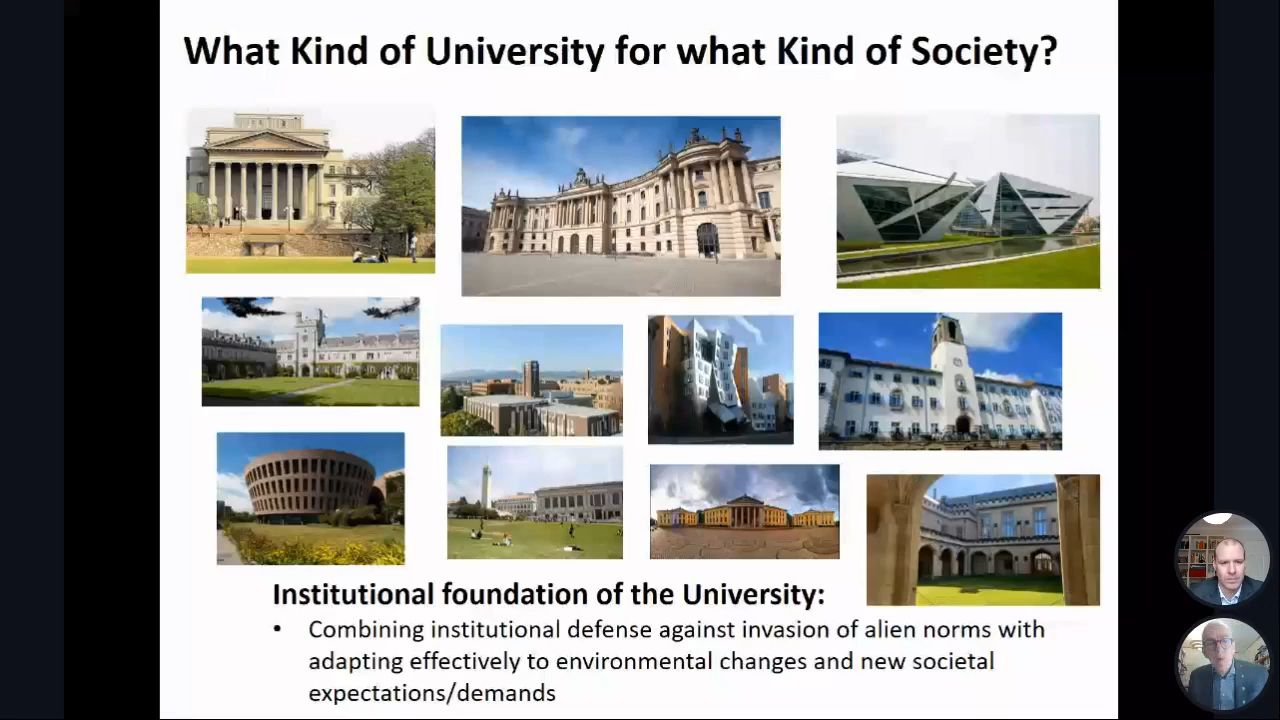 What Kind of University for what Kind of Society?
Institutional foundation of the University:
• Combining institutional defense against invasion of alien norms with
adapting effectively to environmental changes and new societal
expectations/demands